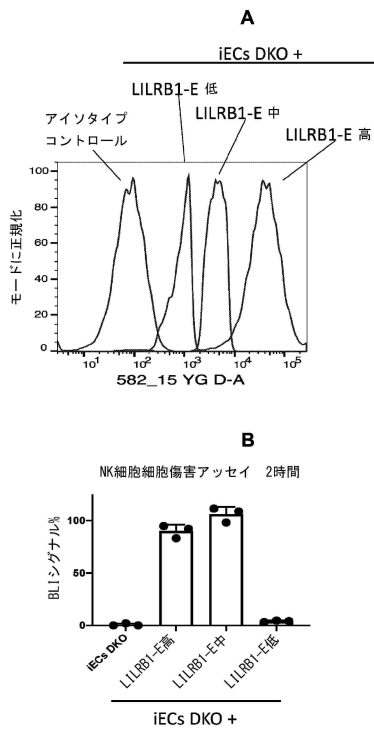 A
iECs DKO +
LILRB1-E 低
LILRB1-E 中
アイソタイプ
コントロール
LILRB1-E 高
モードに正規化
100
80
60
40
20
0
10¹ 10² 10³ 10⁴ 10⁵
582_15 YG D-A
B
NK細胞細胞傷害アッセイ 2時間
BLIシグナル%
100
50
0
iECs DKO
LILRB1-E高
LILRB1-E中
LILRB1-E低
iECs DKO +